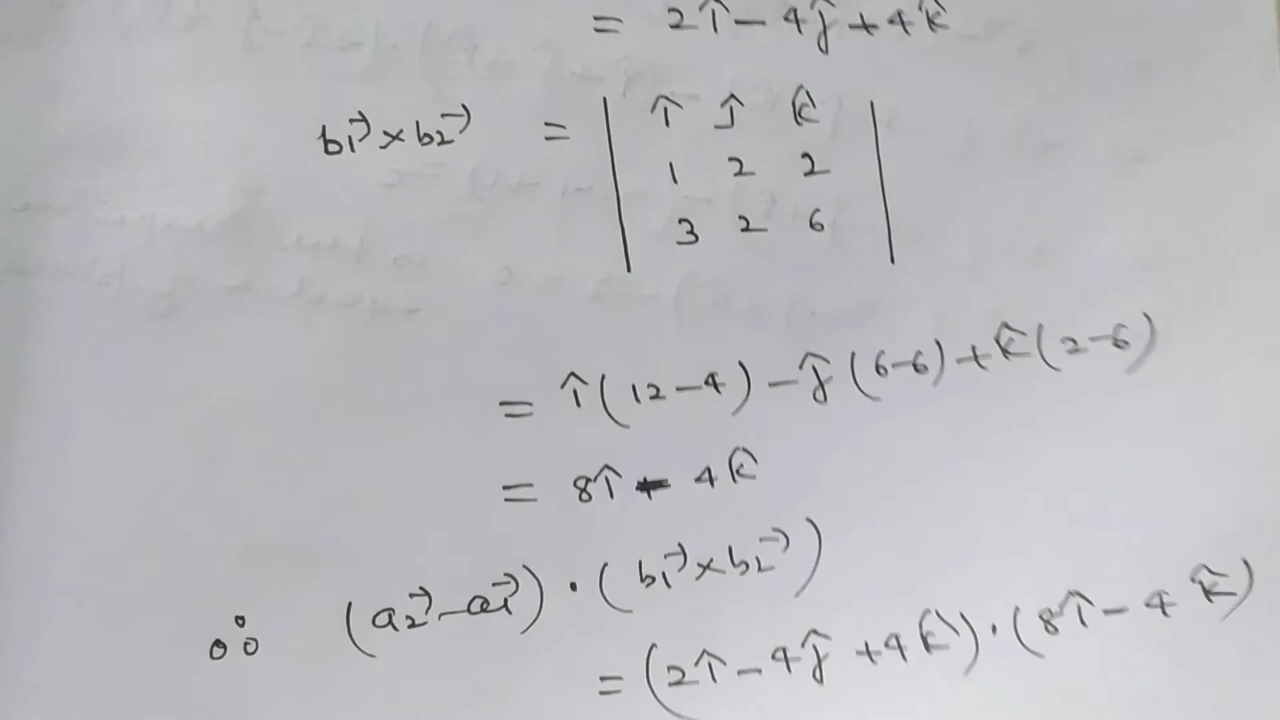 = 2î - 4ĵ + 4k̂
b₁⃗ × b₂⃗ = | î ĵ k̂
1 2 2
3 2 6 |
= î(12-4) - ĵ(6-6) + k̂(2-6)
= 8î - 4k̂
∴ (a₂⃗ - a₁⃗) · (b₁⃗ × b₂⃗)
= (2î - 4ĵ + 4k̂) · (8î - 4k̂)